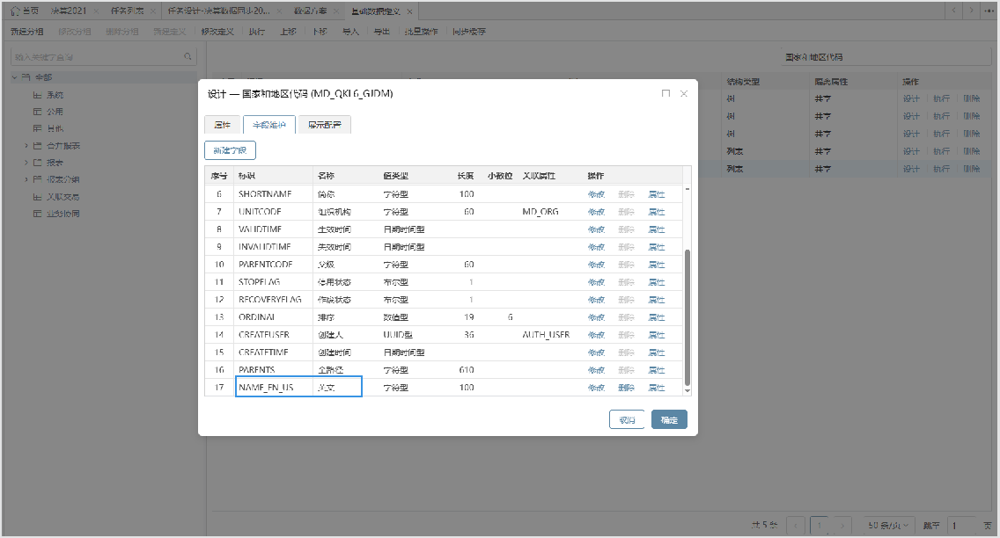 首页 决算2021 任务列表 任务设计-决算数据同步20... 数据方案 基础数据定义
新建分组 修改分组 删除分组 新建定义 修改定义 执行 上移 下移 导入 导出 批量操作 同步缓存
输入关键字查询
国家和地区代码
全部
系统
公用
其他
合并报表
报表
报表分组
关联交易
业务协同
结构类型 隔离属性 操作
树 共享 设计 执行 删除
树 共享 设计 执行 删除
树 共享 设计 执行 删除
列表 共享 设计 执行 删除
列表 共享 设计 执行 删除
设计 — 国家和地区代码 (MD_QKL6_GJDM)
属性 字段维护 展示配置
新建字段
序号 标识 名称 值类型 长度 小数位 关联属性 操作
6 SHORTNAME 简称 字符型 100 修改 删除 属性
7 UNITCODE 组织机构 字符型 60 MD_ORG 修改 删除 属性
8 VALIDTIME 生效时间 日期时间型 修改 删除 属性
9 INVALIDTIME 失效时间 日期时间型 修改 删除 属性
10 PARENTCODE 父级 字符型 60 修改 删除 属性
11 STOPFLAG 停用状态 布尔型 1 修改 删除 属性
12 RECOVERYFLAG 作废状态 布尔型 1 修改 删除 属性
13 ORDINAL 排序 数值型 19 6 修改 删除 属性
14 CREATEUSER 创建人 UUID型 36 AUTH_USER 修改 删除 属性
15 CREATETIME 创建时间 日期时间型 修改 删除 属性
16 PARENTS 全路径 字符型 610 修改 删除 属性
17 NAME_EN_US 英文 字符型 100 修改 删除 属性
取消 确定
共 5 条 1 50 条/页 跳至 1 页